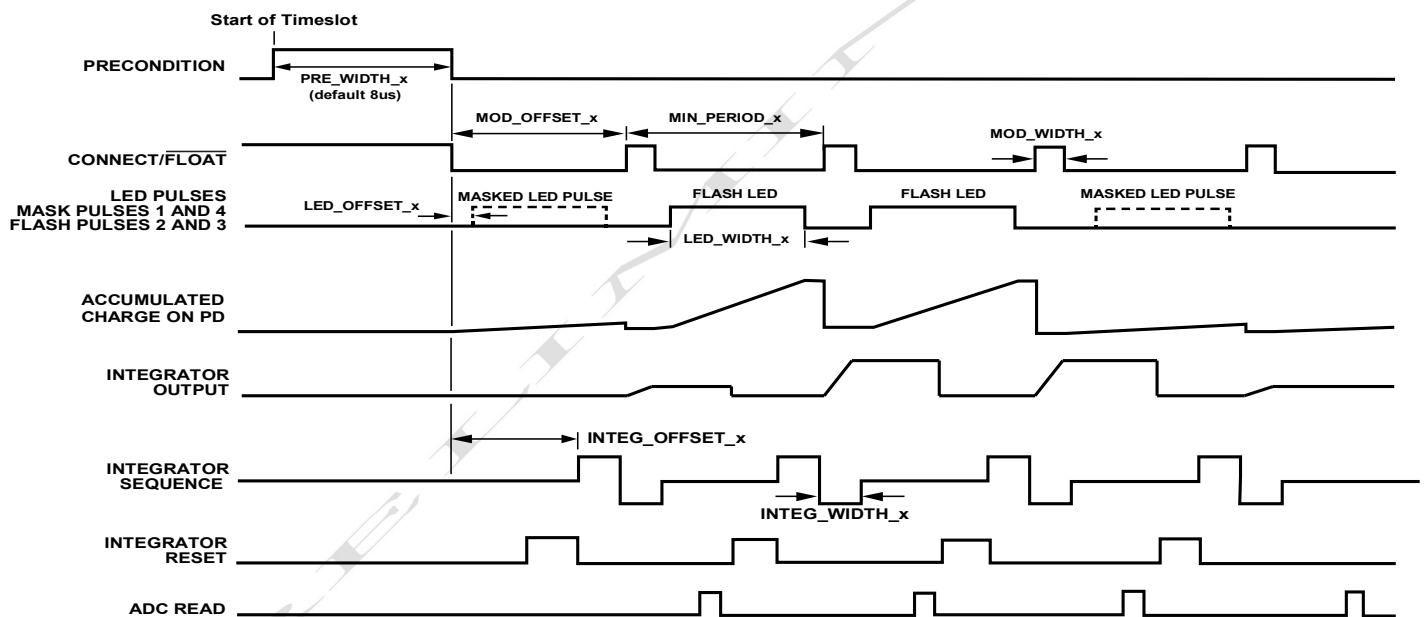 Start of Timeslot
PRECONDITION
PRE_WIDTH_x
(default 8us)
MOD_OFFSET_x
MIN_PERIOD_x
MOD_WIDTH_x
CONNECT/FLOAT
LED PULSES
MASK PULSES 1 AND 4
FLASH PULSES 2 AND 3
LED_OFFSET_x
MASKED LED PULSE
FLASH LED
FLASH LED
MASKED LED PULSE
LED_WIDTH_x
ACCUMULATED
CHARGE ON PD
INTEGRATOR
OUTPUT
INTEG_OFFSET_x
INTEGRATOR
SEQUENCE
INTEG_WIDTH_x
INTEGRATOR
RESET
ADC READ